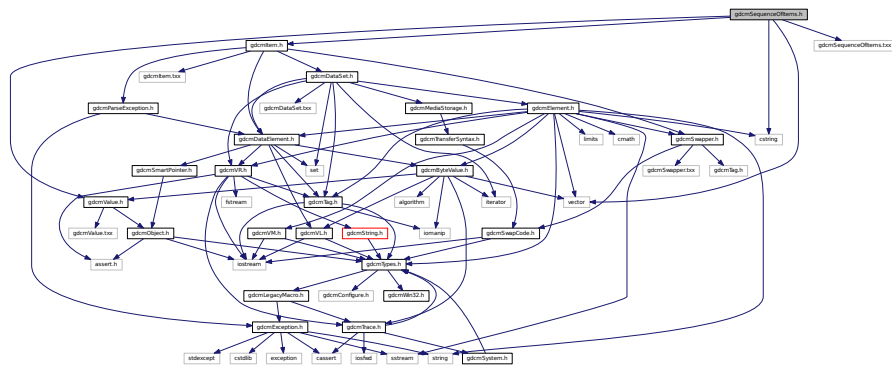 gdcmSequenceOfItems.h
gdcmItem.h
gdcmSequenceOfItems.txx
gdcmItem.txx
gdcmDataSet.h
gdcmParseException.h
gdcmDataSet.txx
gdcmMediaStorage.h
gdcmElement.h
gdcmDataElement.h
gdcmTransferSyntax.h
limits
cmath
gdcmSwapper.h
cstring
gdcmSmartPointer.h
gdcmVR.h
set
gdcmByteValue.h
gdcmSwapper.txx
gdcmTag.h
gdcmValue.h
fstream
gdcmTag.h
algorithm
iterator
vector
gdcmValue.txx
gdcmObject.h
gdcmVM.h
gdcmVL.h
gdcmString.h
iomanip
gdcmSwapCode.h
assert.h
iostream
gdcmTypes.h
gdcmLegacyMacro.h
gdcmConfigure.h
gdcmWin32.h
gdcmException.h
gdcmTrace.h
stdexcept
cstdlib
exception
cassert
iosfwd
sstream
string
gdcmSystem.h